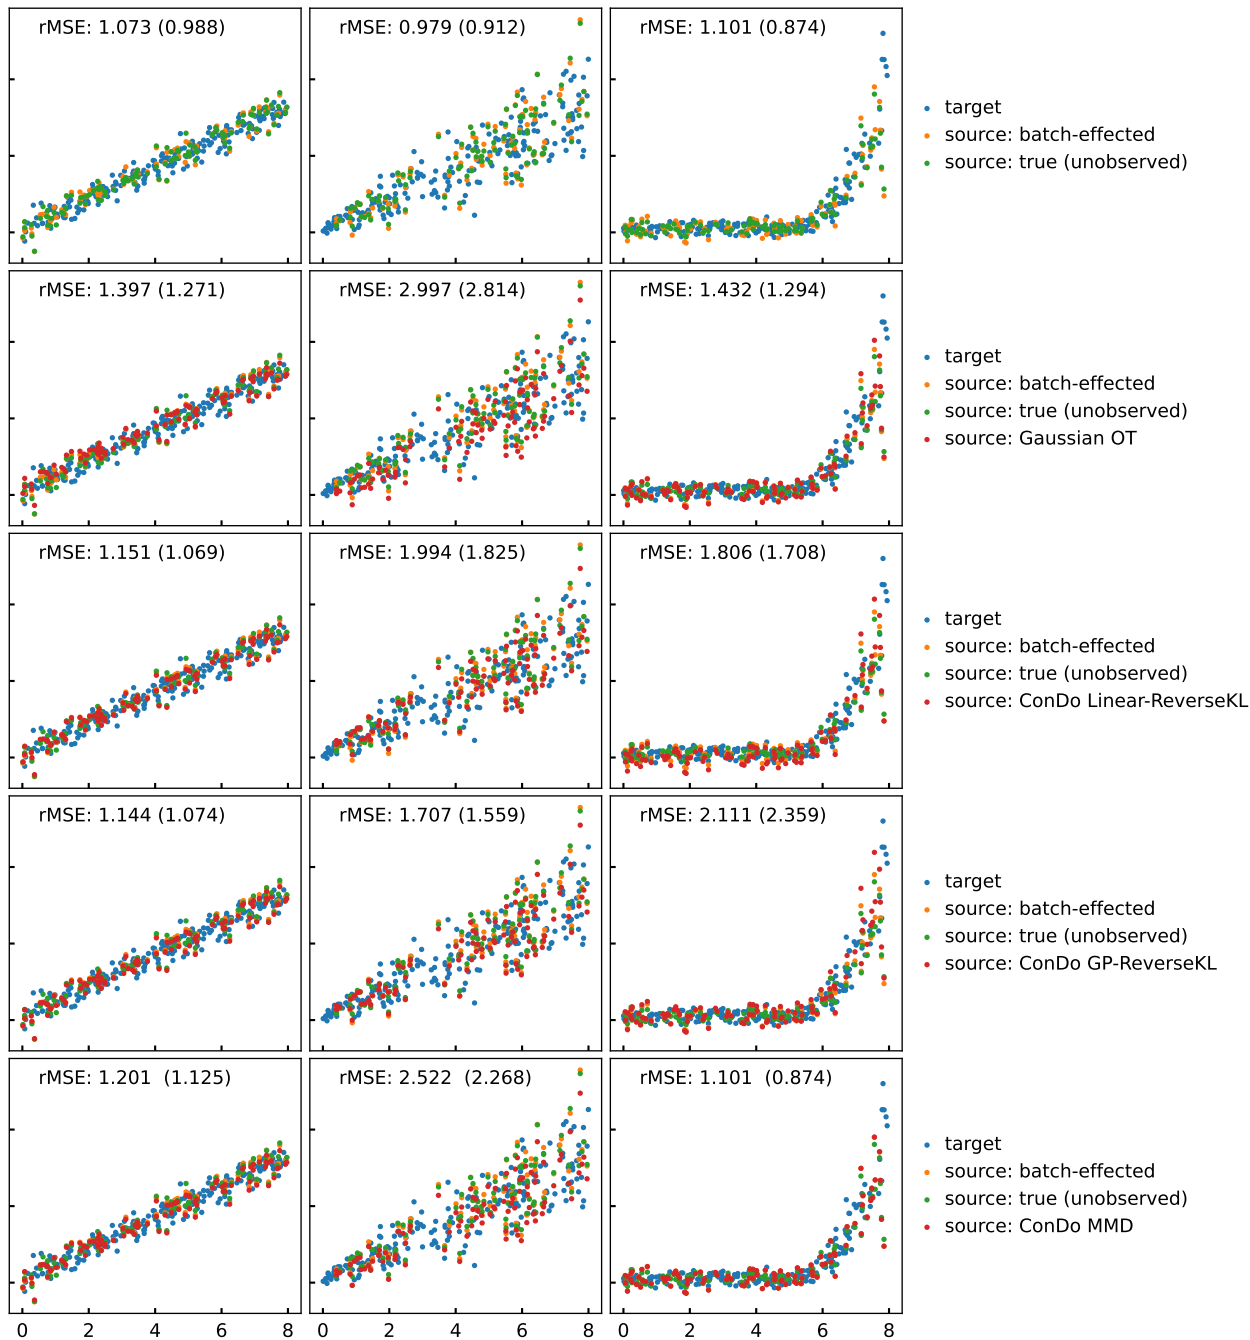 rMSE: 1.073 (0.988)
rMSE: 0.979 (0.912)
rMSE: 1.101 (0.874)
target
source: batch-effected
source: true (unobserved)
rMSE: 1.397 (1.271)
rMSE: 2.997 (2.814)
rMSE: 1.432 (1.294)
target
source: batch-effected
source: true (unobserved)
source: Gaussian OT
rMSE: 1.151 (1.069)
rMSE: 1.994 (1.825)
rMSE: 1.806 (1.708)
target
source: batch-effected
source: true (unobserved)
source: ConDo Linear-ReverseKL
rMSE: 1.144 (1.074)
rMSE: 1.707 (1.559)
rMSE: 2.111 (2.359)
target
source: batch-effected
source: true (unobserved)
source: ConDo GP-ReverseKL
rMSE: 1.201  (1.125)
rMSE: 2.522  (2.268)
rMSE: 1.101  (0.874)
target
source: batch-effected
source: true (unobserved)
source: ConDo MMD
0 2 4 6 8
0 2 4 6 8
0 2 4 6 8